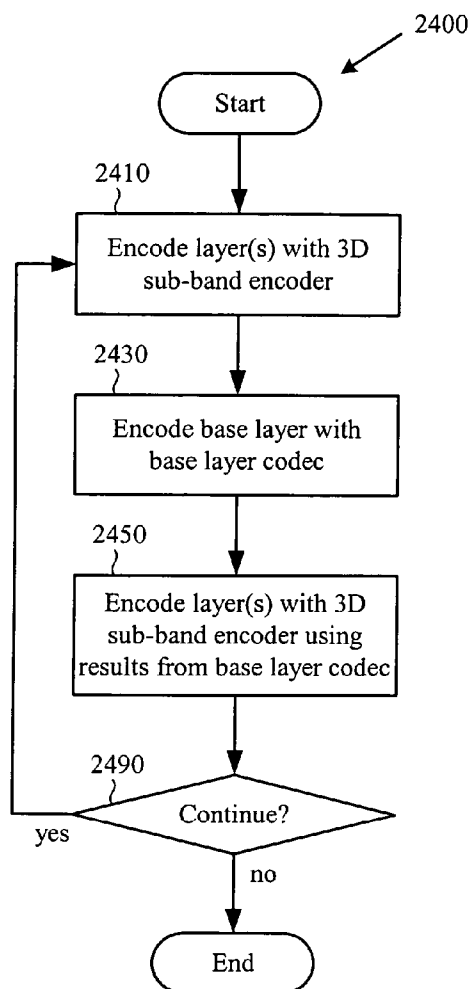 2400
Start
2410
Encode layer(s) with 3D
sub-band encoder
2430
Encode base layer with
base layer codec
2450
Encode layer(s) with 3D
sub-band encoder using
results from base layer codec
2490
Continue?
yes
no
End